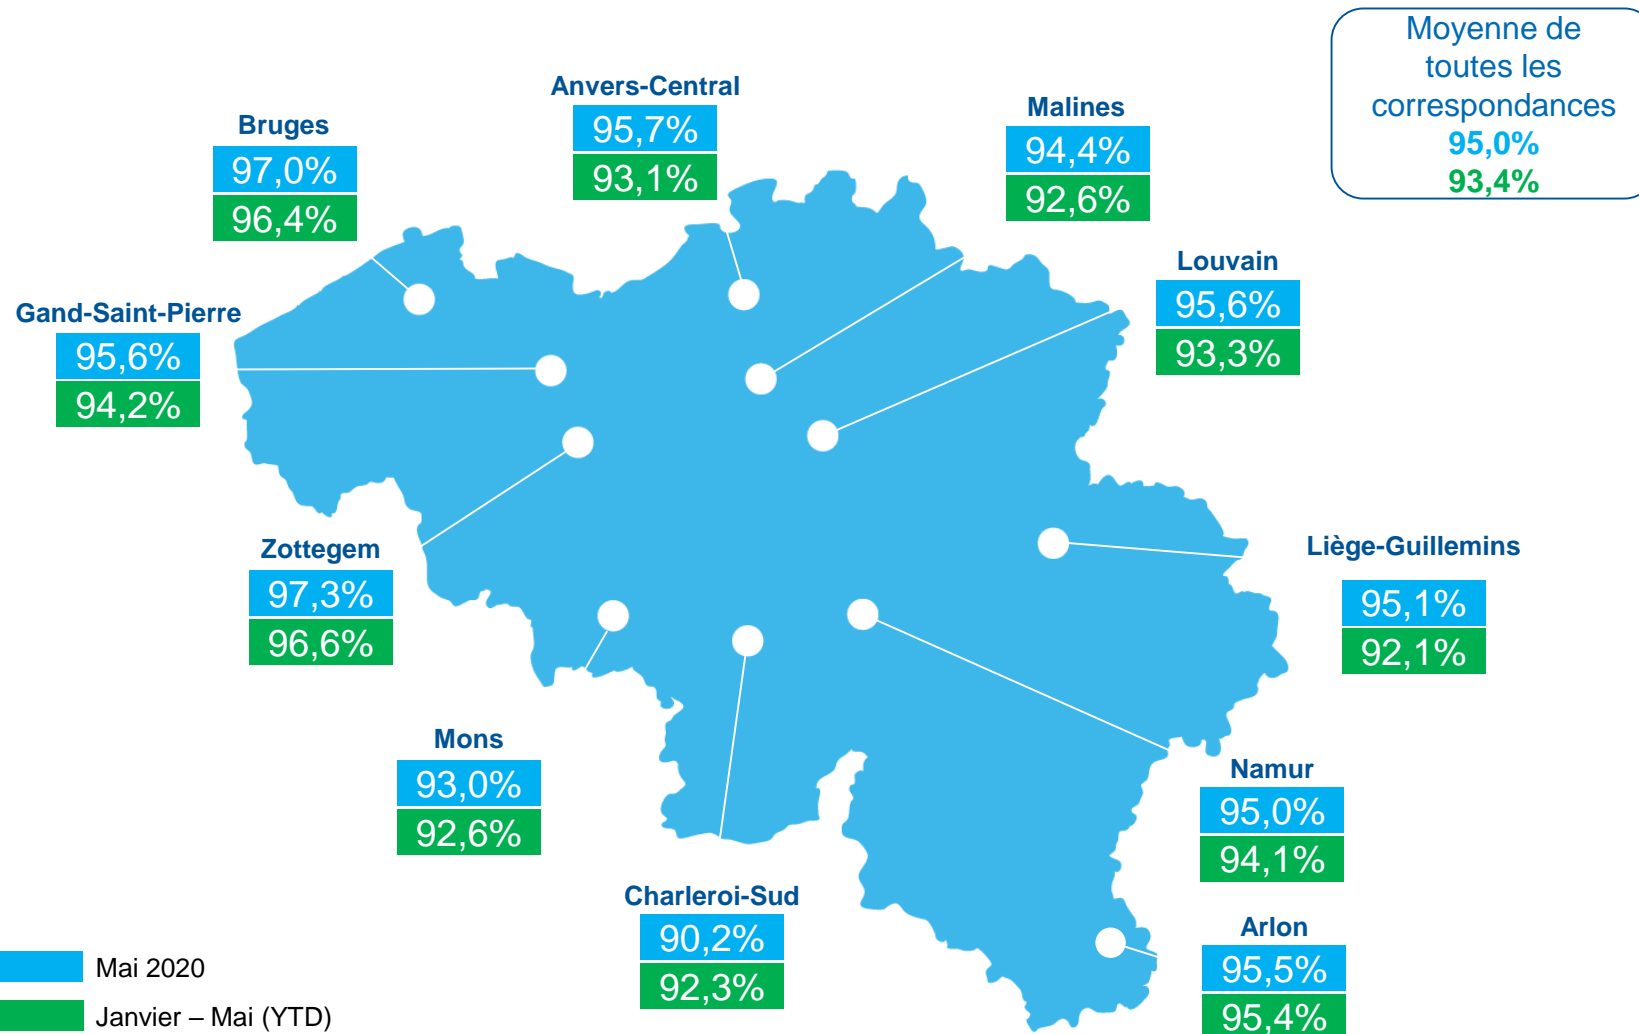 Moyenne de
toutes les
correspondances
95,0%
93,4%
Anvers-Central
95,7%
93,1%
Malines
94,4%
92,6%
Bruges
97,0%
96,4%
Louvain
95,6%
93,3%
Gand-Saint-Pierre
95,6%
94,2%
Zottegem
97,3%
96,6%
Liège-Guillemins
95,1%
92,1%
Mons
93,0%
92,6%
Namur
95,0%
94,1%
Charleroi-Sud
90,2%
92,3%
Arlon
95,5%
95,4%
Mai 2020
Janvier – Mai (YTD)